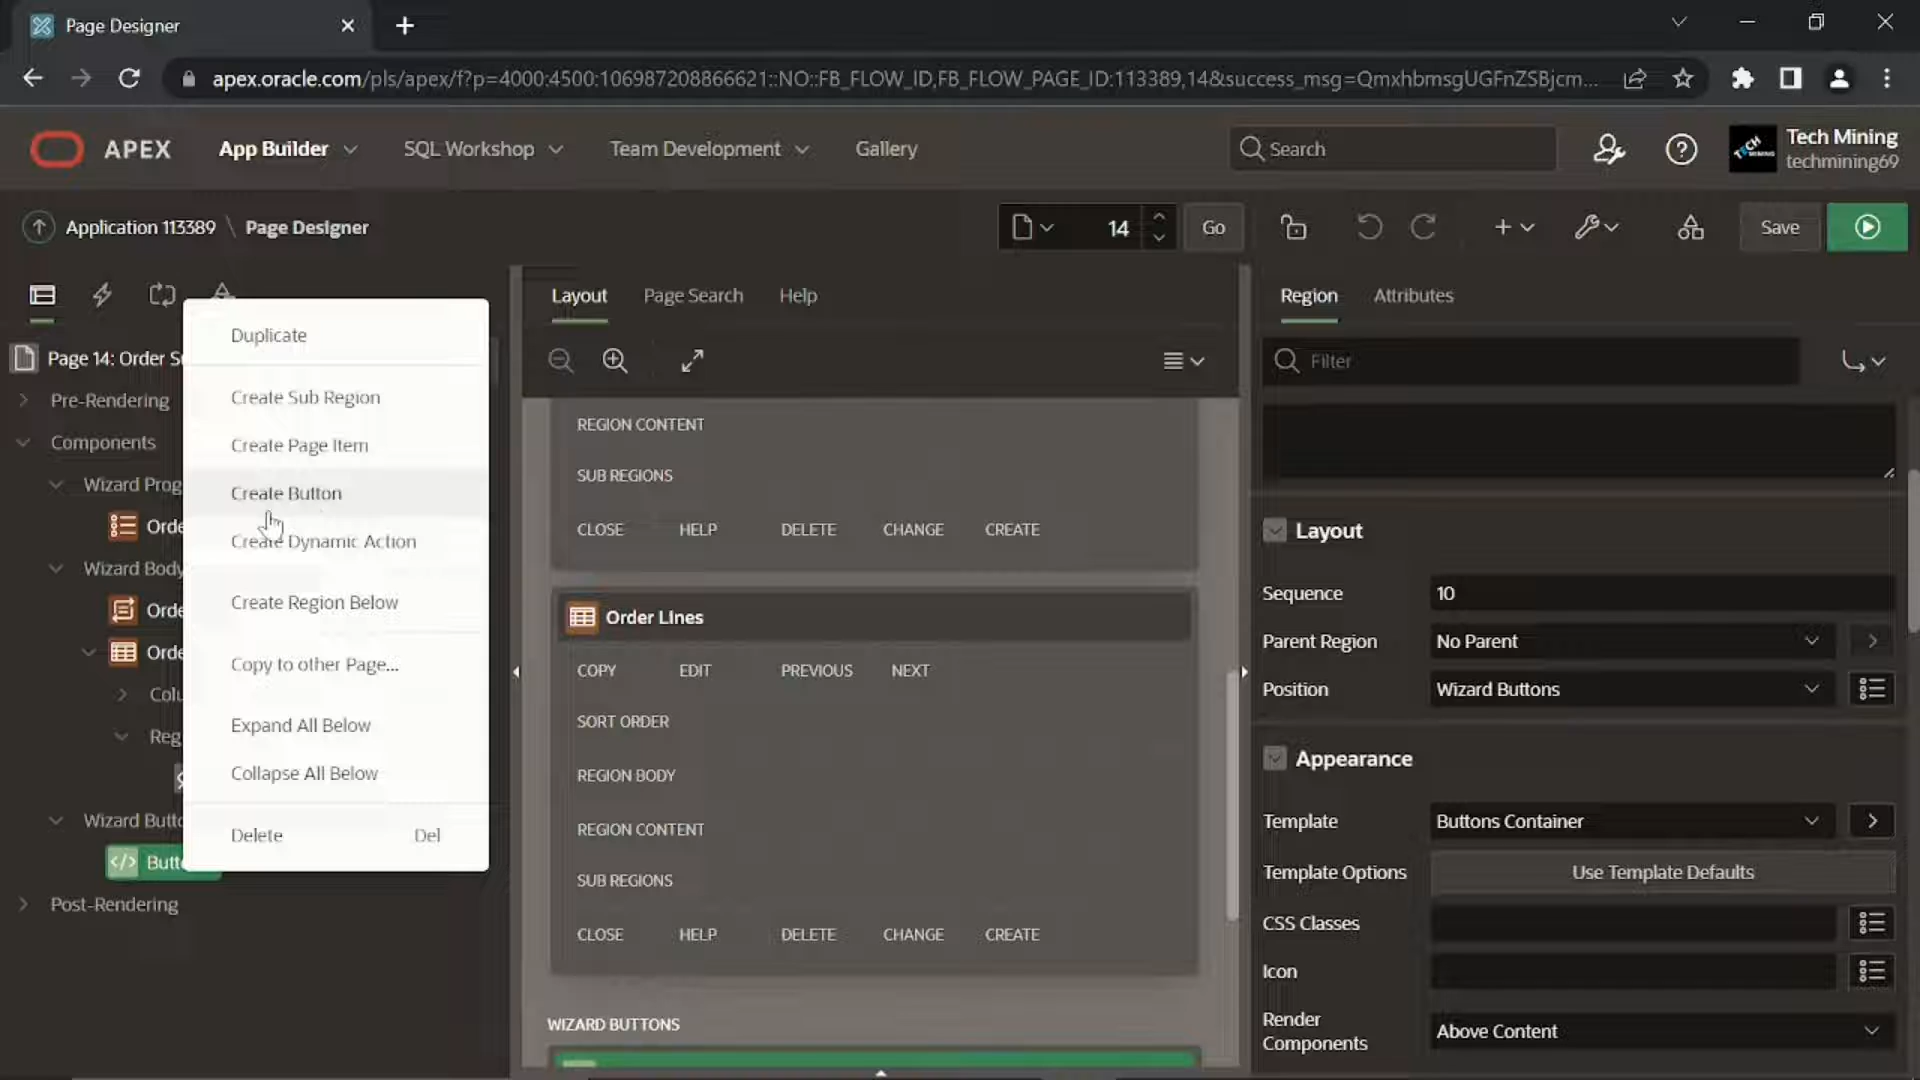 Page Designer
apex.oracle.com/pls/apex/f?p=4000:4500:106987208866621::NO::FB_FLOW_ID,FB_FLOW_PAGE_ID:113389,14&success_msg=QmxhbmsgUGFnZSBjcm...
APEX App Builder SQL Workshop Team Development Gallery Search Tech Mining
techmining69
Application 113389 \ Page Designer 14 Go Save
Layout Page Search Help
Region Attributes
Filter
Page 14: Order S
Pre-Rendering
Components
Wizard Prog
Orde
Wizard Body
Orde
Orde
Colu
Reg
Wizard Butto
Butt
Post-Rendering
Duplicate
Create Sub Region
Create Page Item
Create Button
Create Dynamic Action
Create Region Below
Copy to other Page...
Expand All Below
Collapse All Below
Delete Del
REGION CONTENT
SUB REGIONS
CLOSE HELP DELETE CHANGE CREATE
Order Lines
COPY EDIT PREVIOUS NEXT
SORT ORDER
REGION BODY
REGION CONTENT
SUB REGIONS
CLOSE HELP DELETE CHANGE CREATE
WIZARD BUTTONS
Layout
Sequence 10
Parent Region No Parent
Position Wizard Buttons
Appearance
Template Buttons Container
Template Options Use Template Defaults
CSS Classes
Icon
Render
Components Above Content